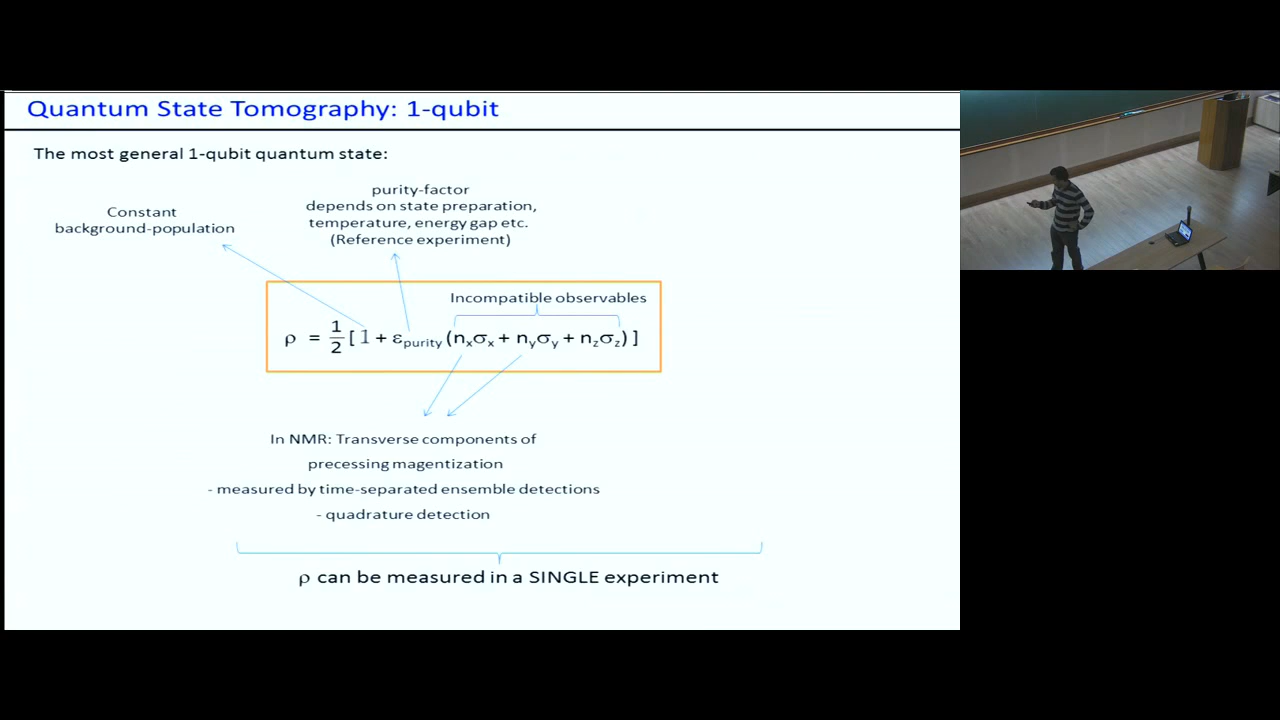 Quantum State Tomography: 1-qubit
The most general 1-qubit quantum state:
purity-factor
depends on state preparation,
temperature, energy gap etc.
(Reference experiment)
Constant
background-population
Incompatible observables
ρ = 1/2 [ 1 + ε_purity (n_xσ_x + n_yσ_y + n_zσ_z) ]
In NMR: Transverse components of
precessing magentization
- measured by time-separated ensemble detections
- quadrature detection
ρ can be measured in a SINGLE experiment